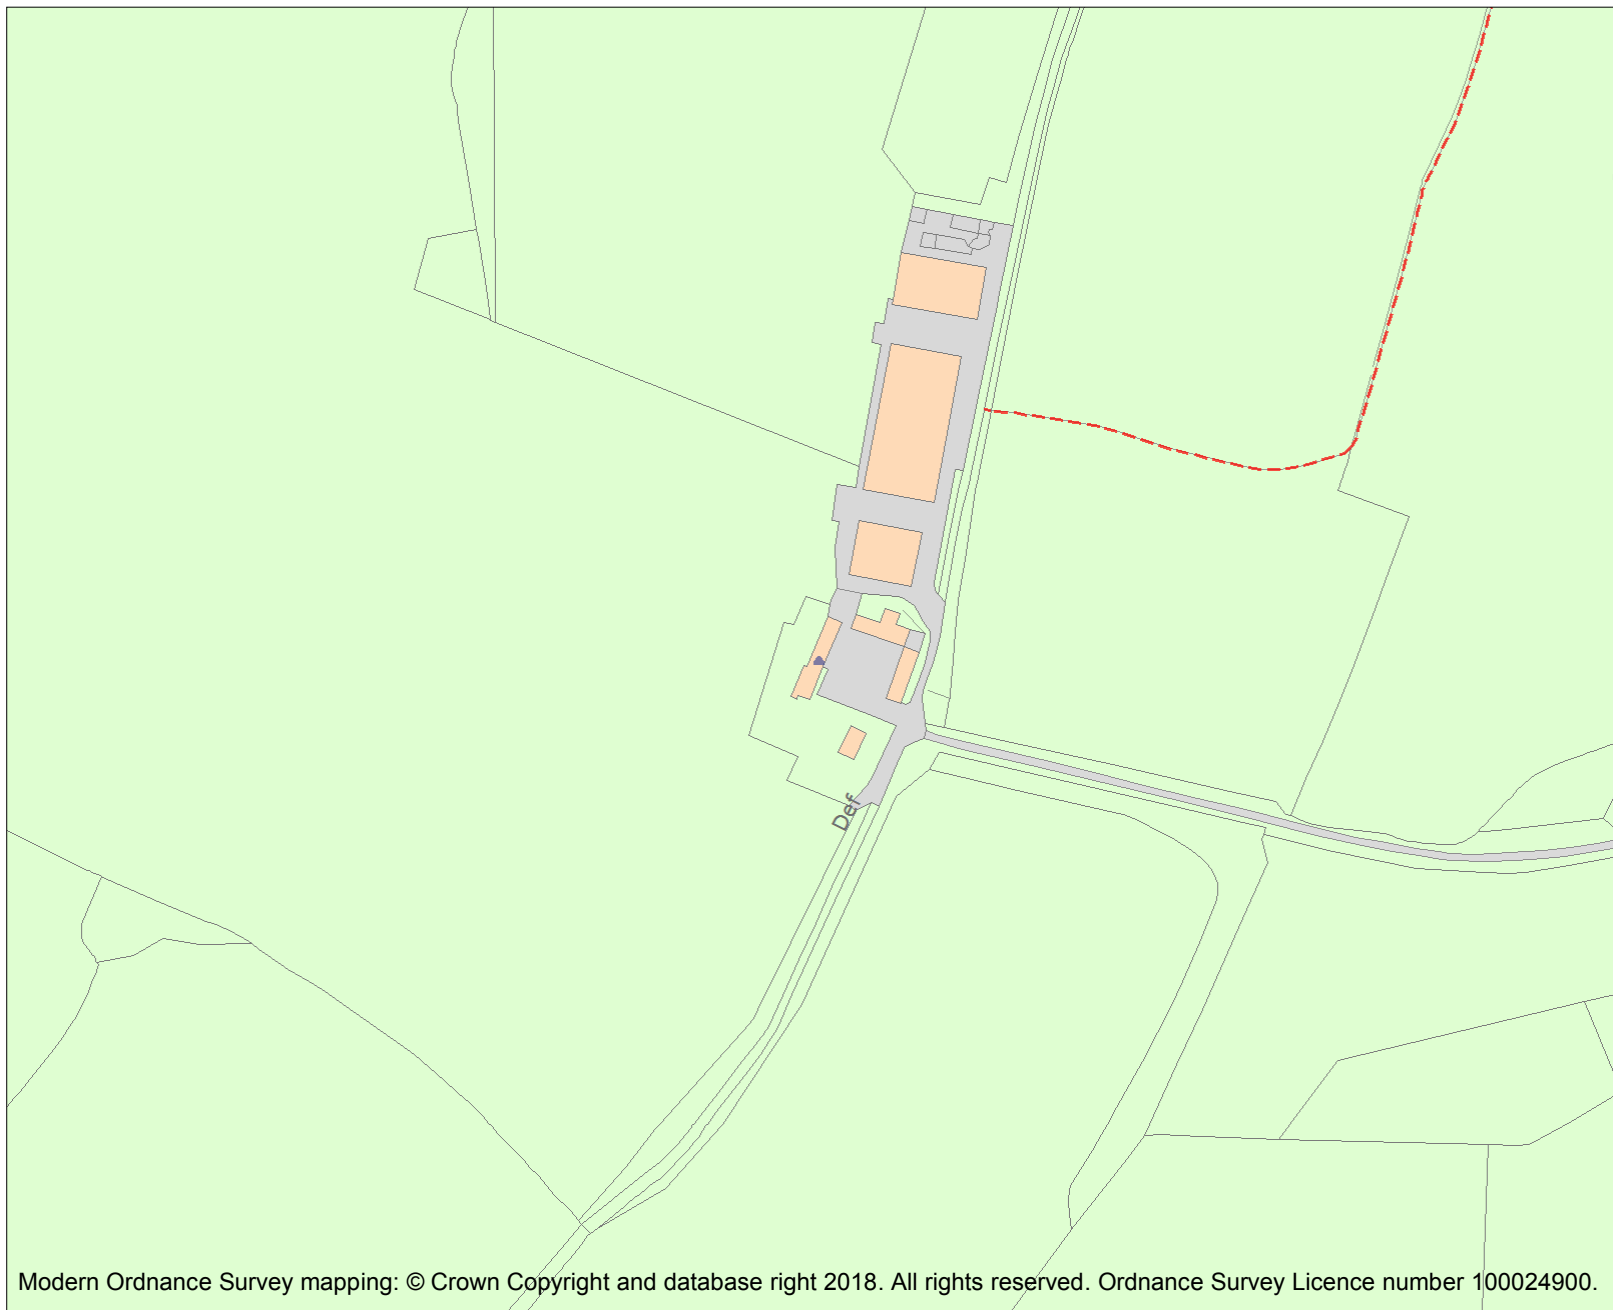 Def
Modern Ordnance Survey mapping: © Crown Copyright and database right 2018. All rights reserved. Ordnance Survey Licence number 100024900.